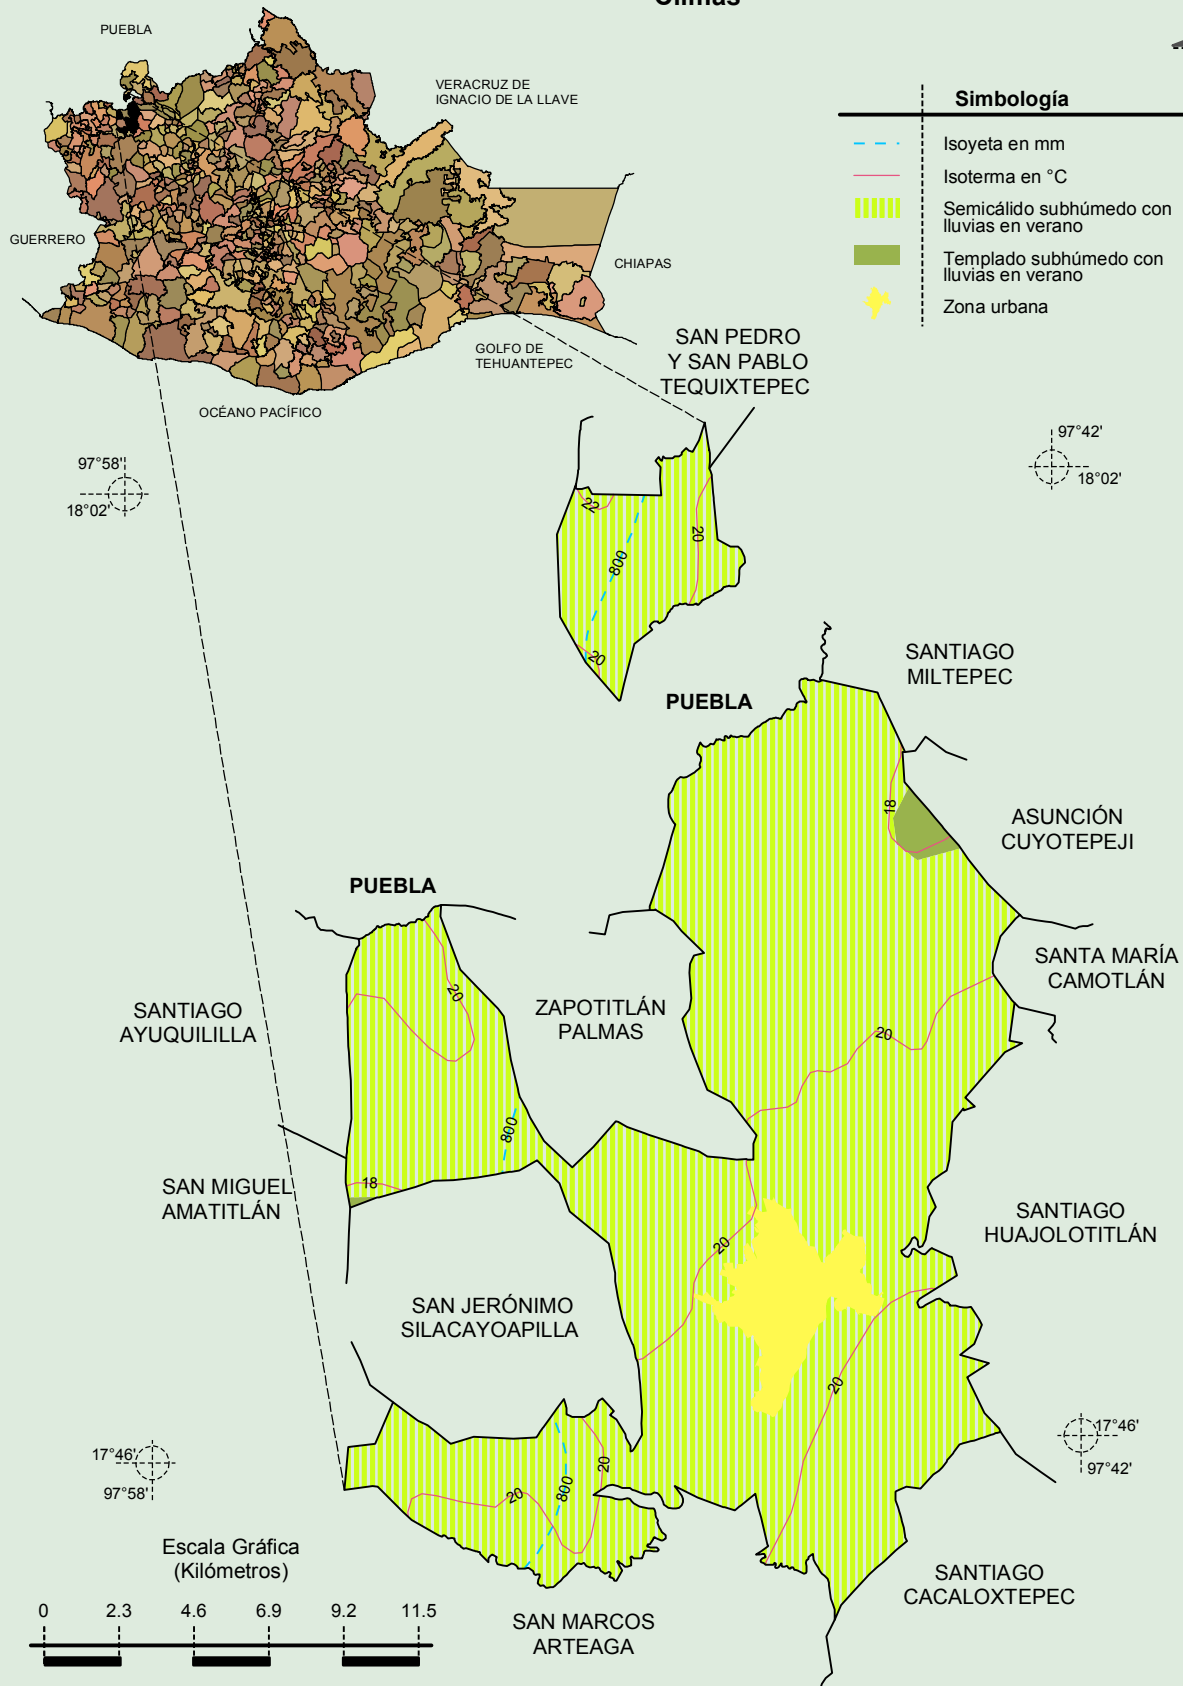 Climas
PUEBLA
VERACRUZ DE
IGNACIO DE LA LLAVE
GUERRERO
CHIAPAS
GOLFO DE
TEHUANTEPEC
OCÉANO PACÍFICO
Simbología
Isoyeta en mm
Isoterma en °C
Semicálido subhúmedo con
lluvias en verano
Templado subhúmedo con
lluvias en verano
Zona urbana
SAN PEDRO
Y SAN PABLO
TEQUIXTEPEC
97°58'
18°02'
97°42'
18°02'
22
20
800
20
SANTIAGO
MILTEPEC
PUEBLA
18
ASUNCIÓN
CUYOTEPEJI
PUEBLA
SANTA MARÍA
CAMOTLÁN
20
SANTIAGO
AYUQUILILLA
ZAPOTITLÁN
PALMAS
20
800
18
SAN MIGUEL
AMATITLÁN
SANTIAGO
HUAJOLOTITLÁN
20
SAN JERÓNIMO
SILACAYOAPILLA
20
17°46'
97°58'
17°46'
97°42'
20
800
20
Escala Gráfica
(Kilómetros)
0 2.3 4.6 6.9 9.2 11.5
SANTIAGO
CACALOXTEPEC
SAN MARCOS
ARTEAGA